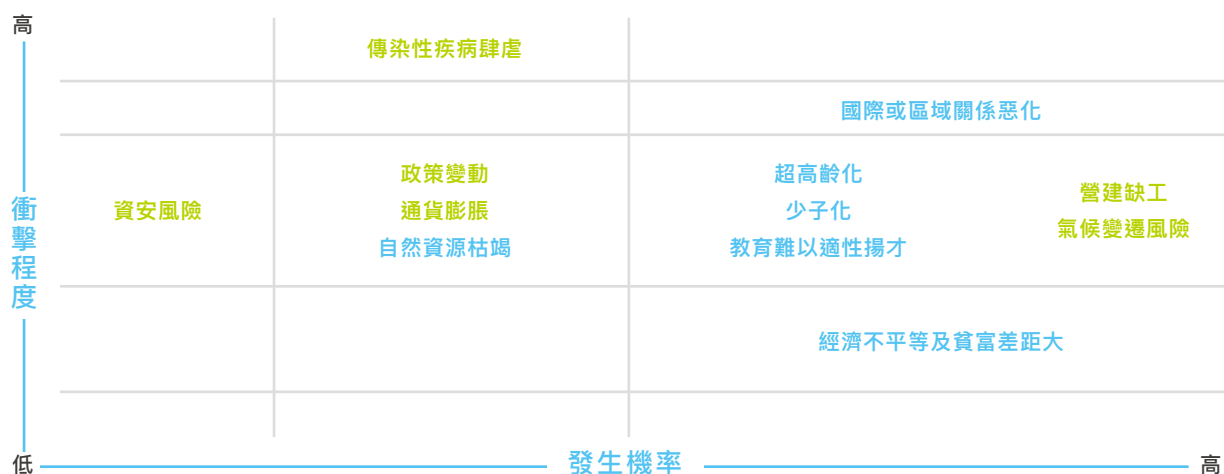 高
傳染性疾病肆虐
國際或區域關係惡化
衝擊程度
資安風險
政策變動
通貨膨脹
自然資源枯竭
超高齡化
少子化
教育難以適性揚才
營建缺工
氣候變遷風險
經濟不平等及貧富差距大
低
發生機率
高